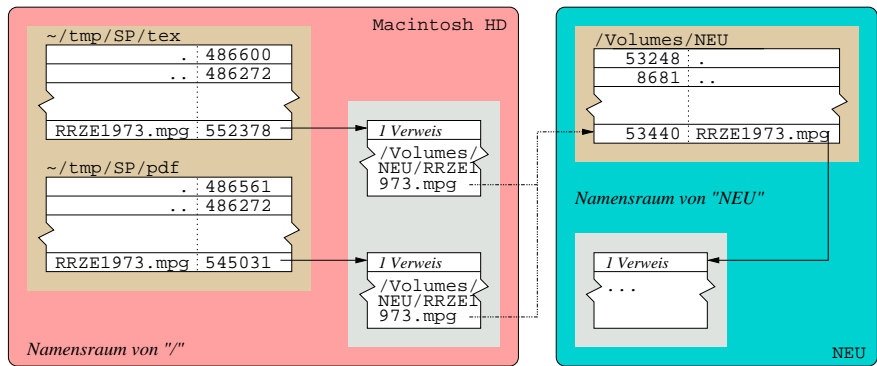 Macintosh HD
~/tmp/SP/tex
. 486600
.. 486272
RRZE1973.mpg 552378
~/tmp/SP/pdf
. 486561
.. 486272
RRZE1973.mpg 545031
1 Verweis
/Volumes/
NEU/RRZE1
973.mpg
1 Verweis
/Volumes/
NEU/RRZE1
973.mpg
Namensraum von "/"
/Volumes/NEU
53248 .
8681 ..
53440 RRZE1973.mpg
Namensraum von "NEU"
1 Verweis
...
NEU